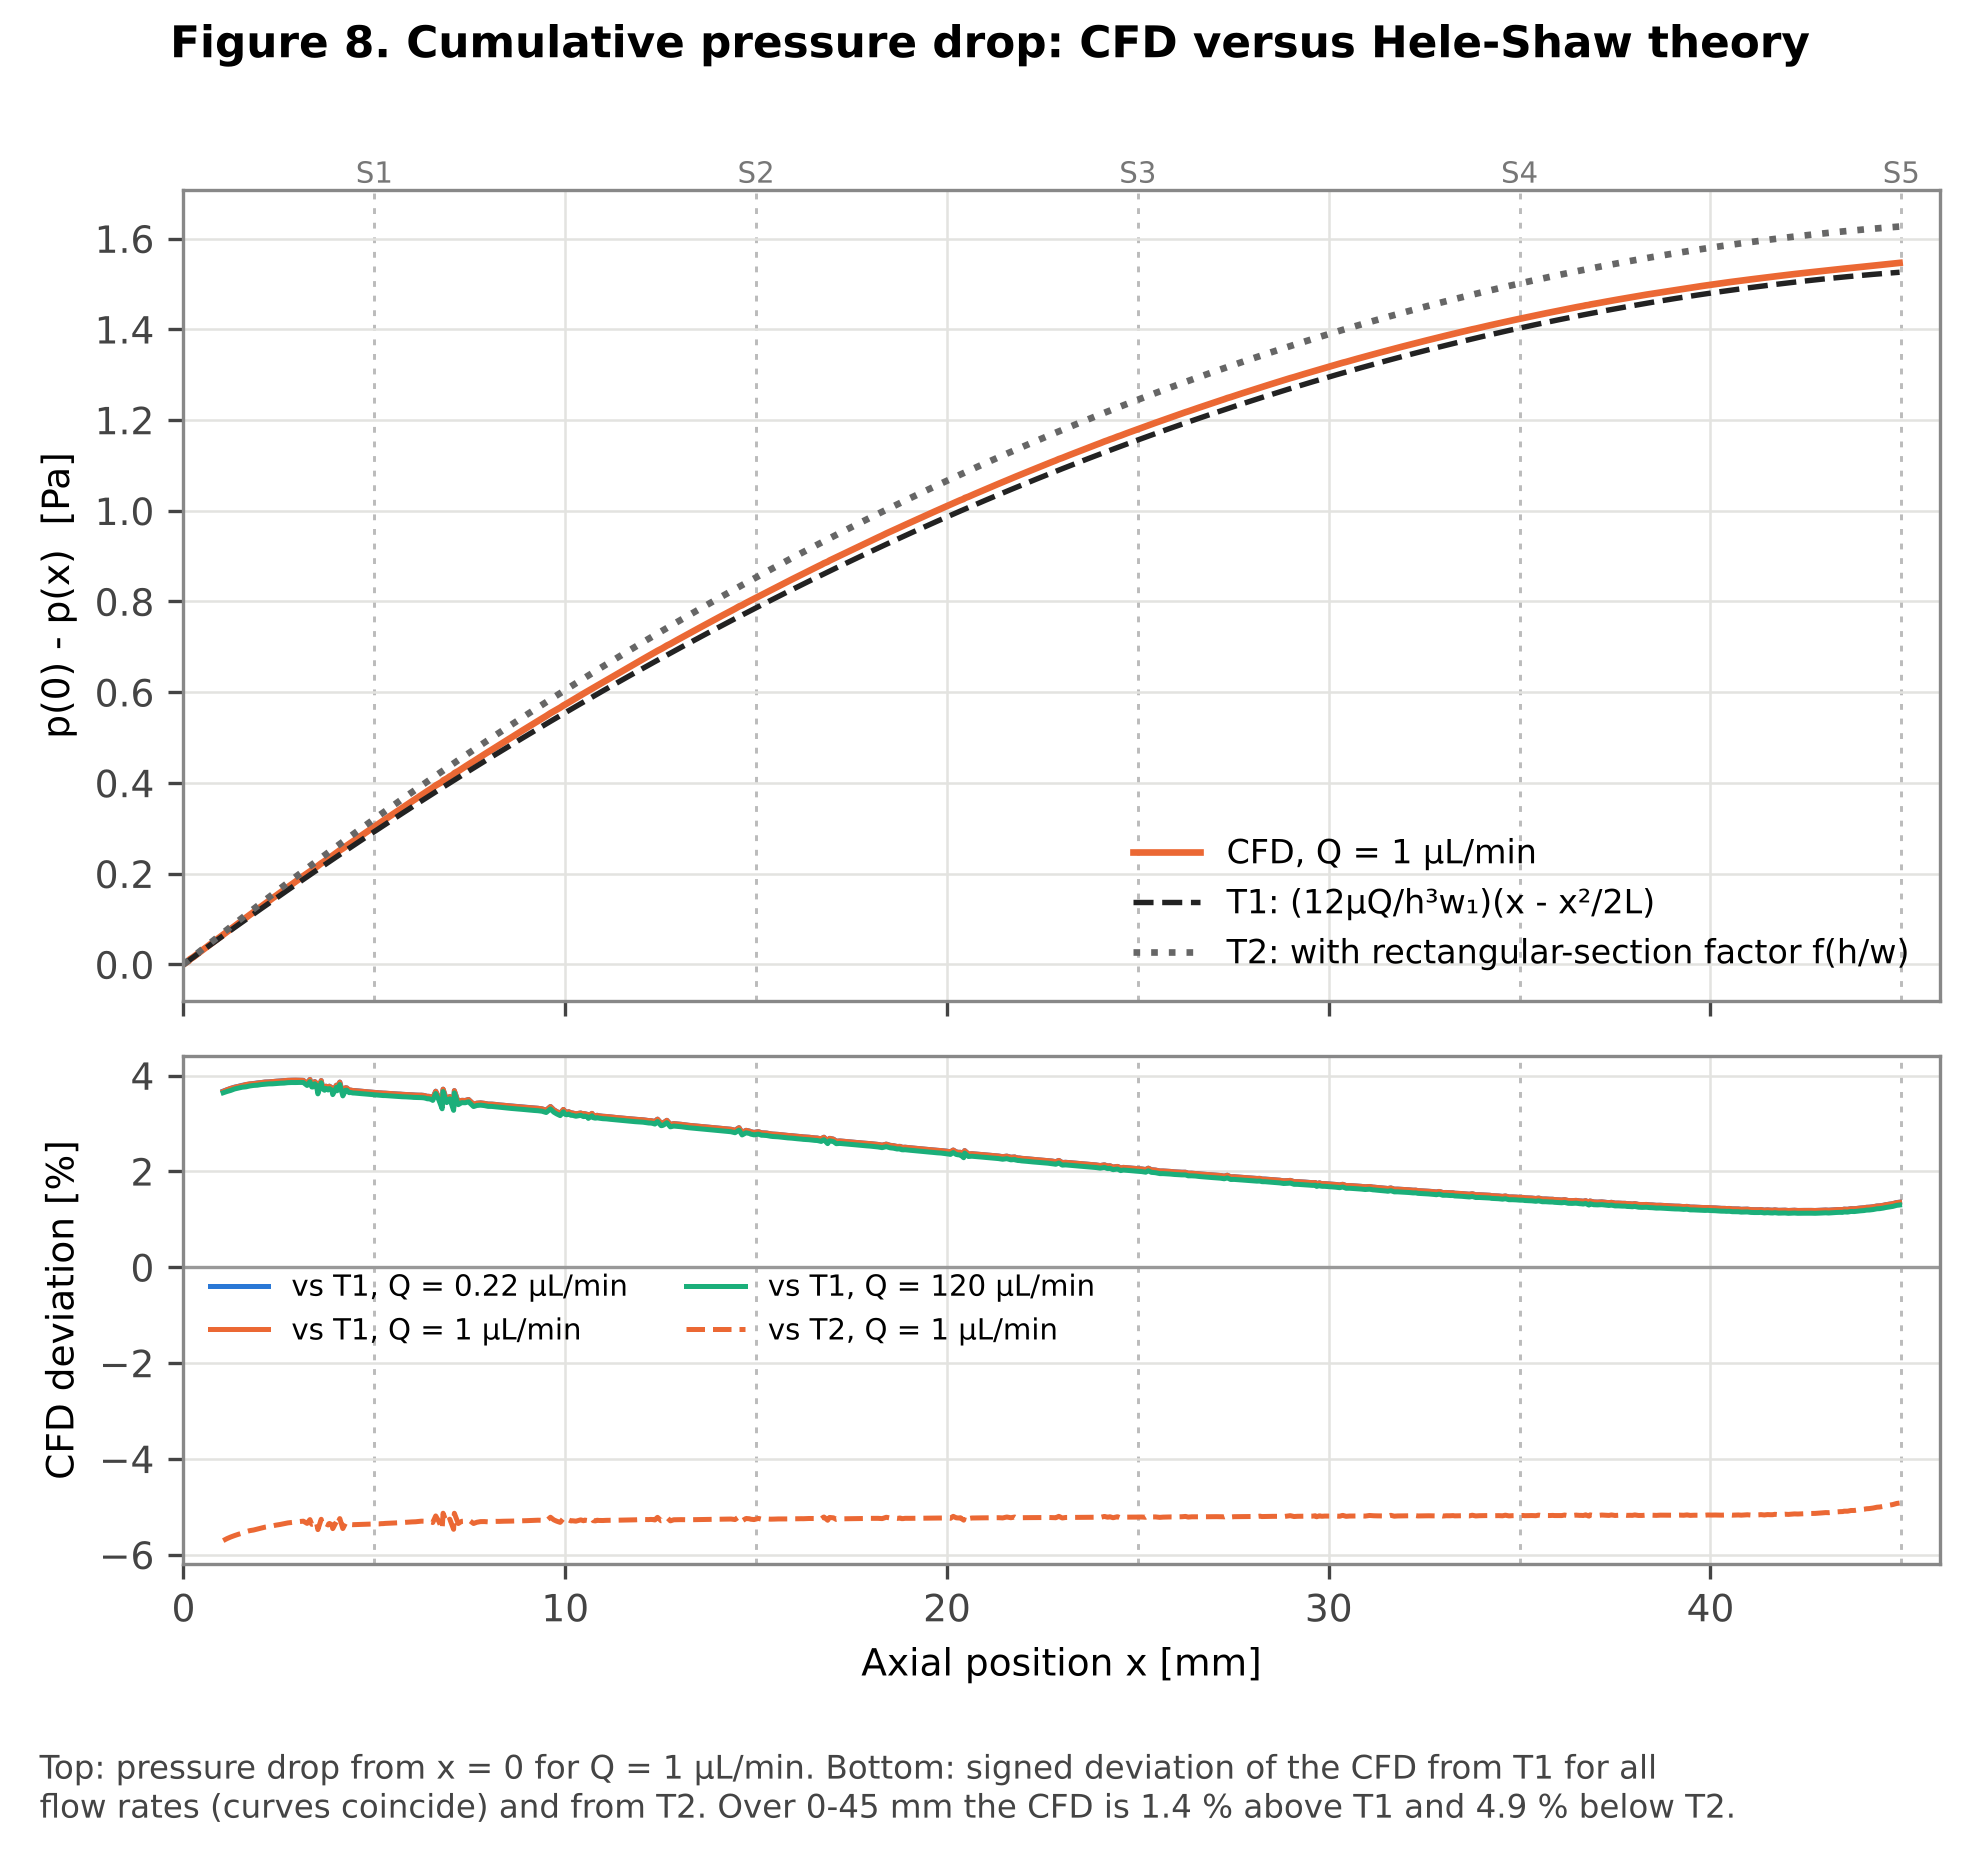 Figure 8. Cumulative pressure drop: CFD versus Hele-Shaw theory
S1 S2 S3 S4 S5
1.6
1.4
1.2
1.0
0.8
0.6
0.4
0.2
0.0
p(0) - p(x) [Pa]
CFD, Q = 1 µL/min
T1: (12µQ/h³w₁)(x - x²/2L)
T2: with rectangular-section factor f(h/w)
4
2
0
−2
−4
−6
CFD deviation [%]
vs T1, Q = 0.22 µL/min vs T1, Q = 120 µL/min
vs T1, Q = 1 µL/min vs T2, Q = 1 µL/min
0 10 20 30 40
Axial position x [mm]
Top: pressure drop from x = 0 for Q = 1 µL/min. Bottom: signed deviation of the CFD from T1 for all
flow rates (curves coincide) and from T2. Over 0-45 mm the CFD is 1.4 % above T1 and 4.9 % below T2.